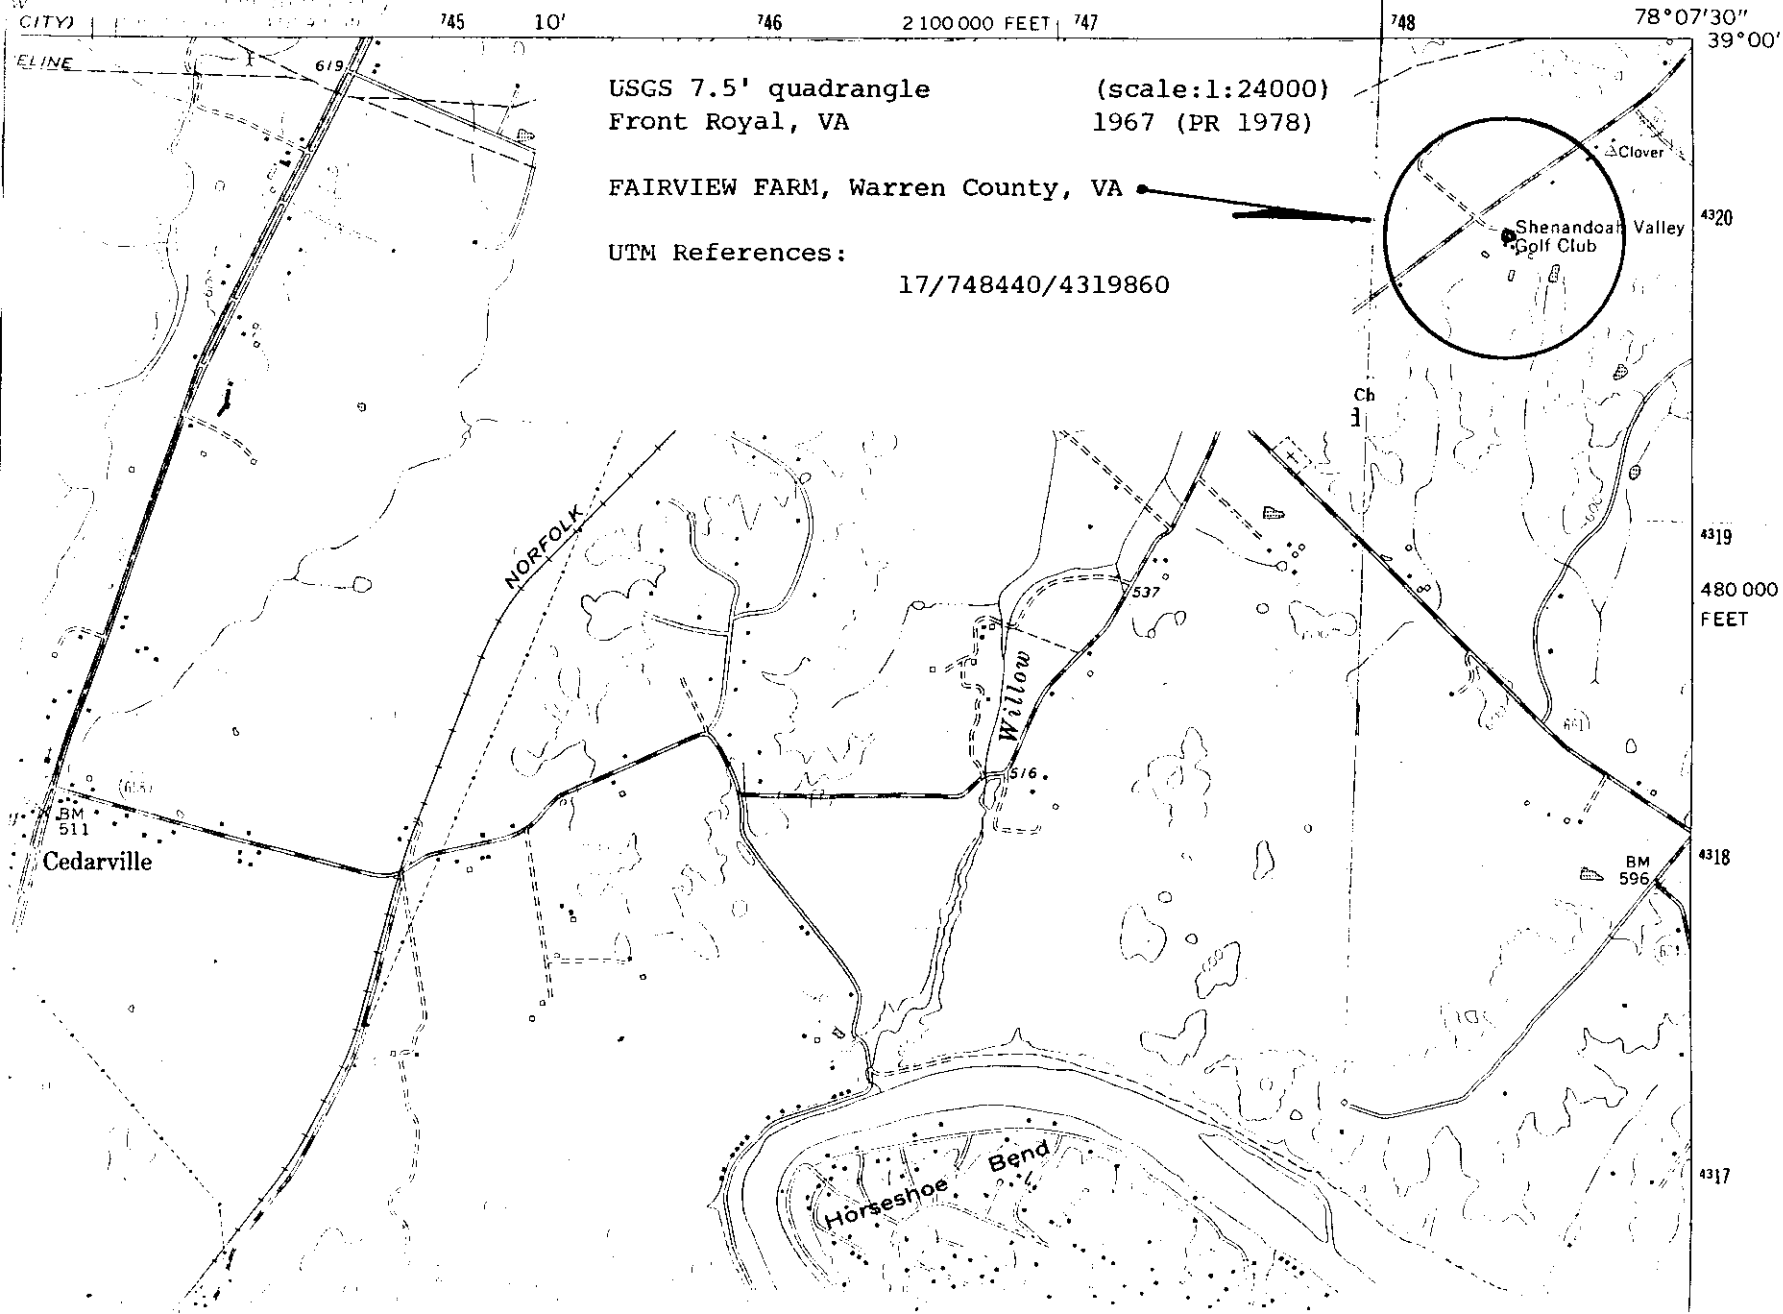 CITY)
745
10'
746
2 100 000 FEET
747
748
78°07'30"
39°00'
ELINE
619
USGS 7.5' quadrangle (scale:1:24000)
Front Royal, VA 1967 (PR 1978)
Clover
FAIRVIEW FARM, Warren County, VA
4320
Shenandoah Valley
Golf Club
UTM References:
17/748440/4319860
Ch
NORFOLK
4319
537
480 000
FEET
Willow
661
516
658
BM
511
Cedarville
4318
BM
596
600
Horseshoe Bend
4317